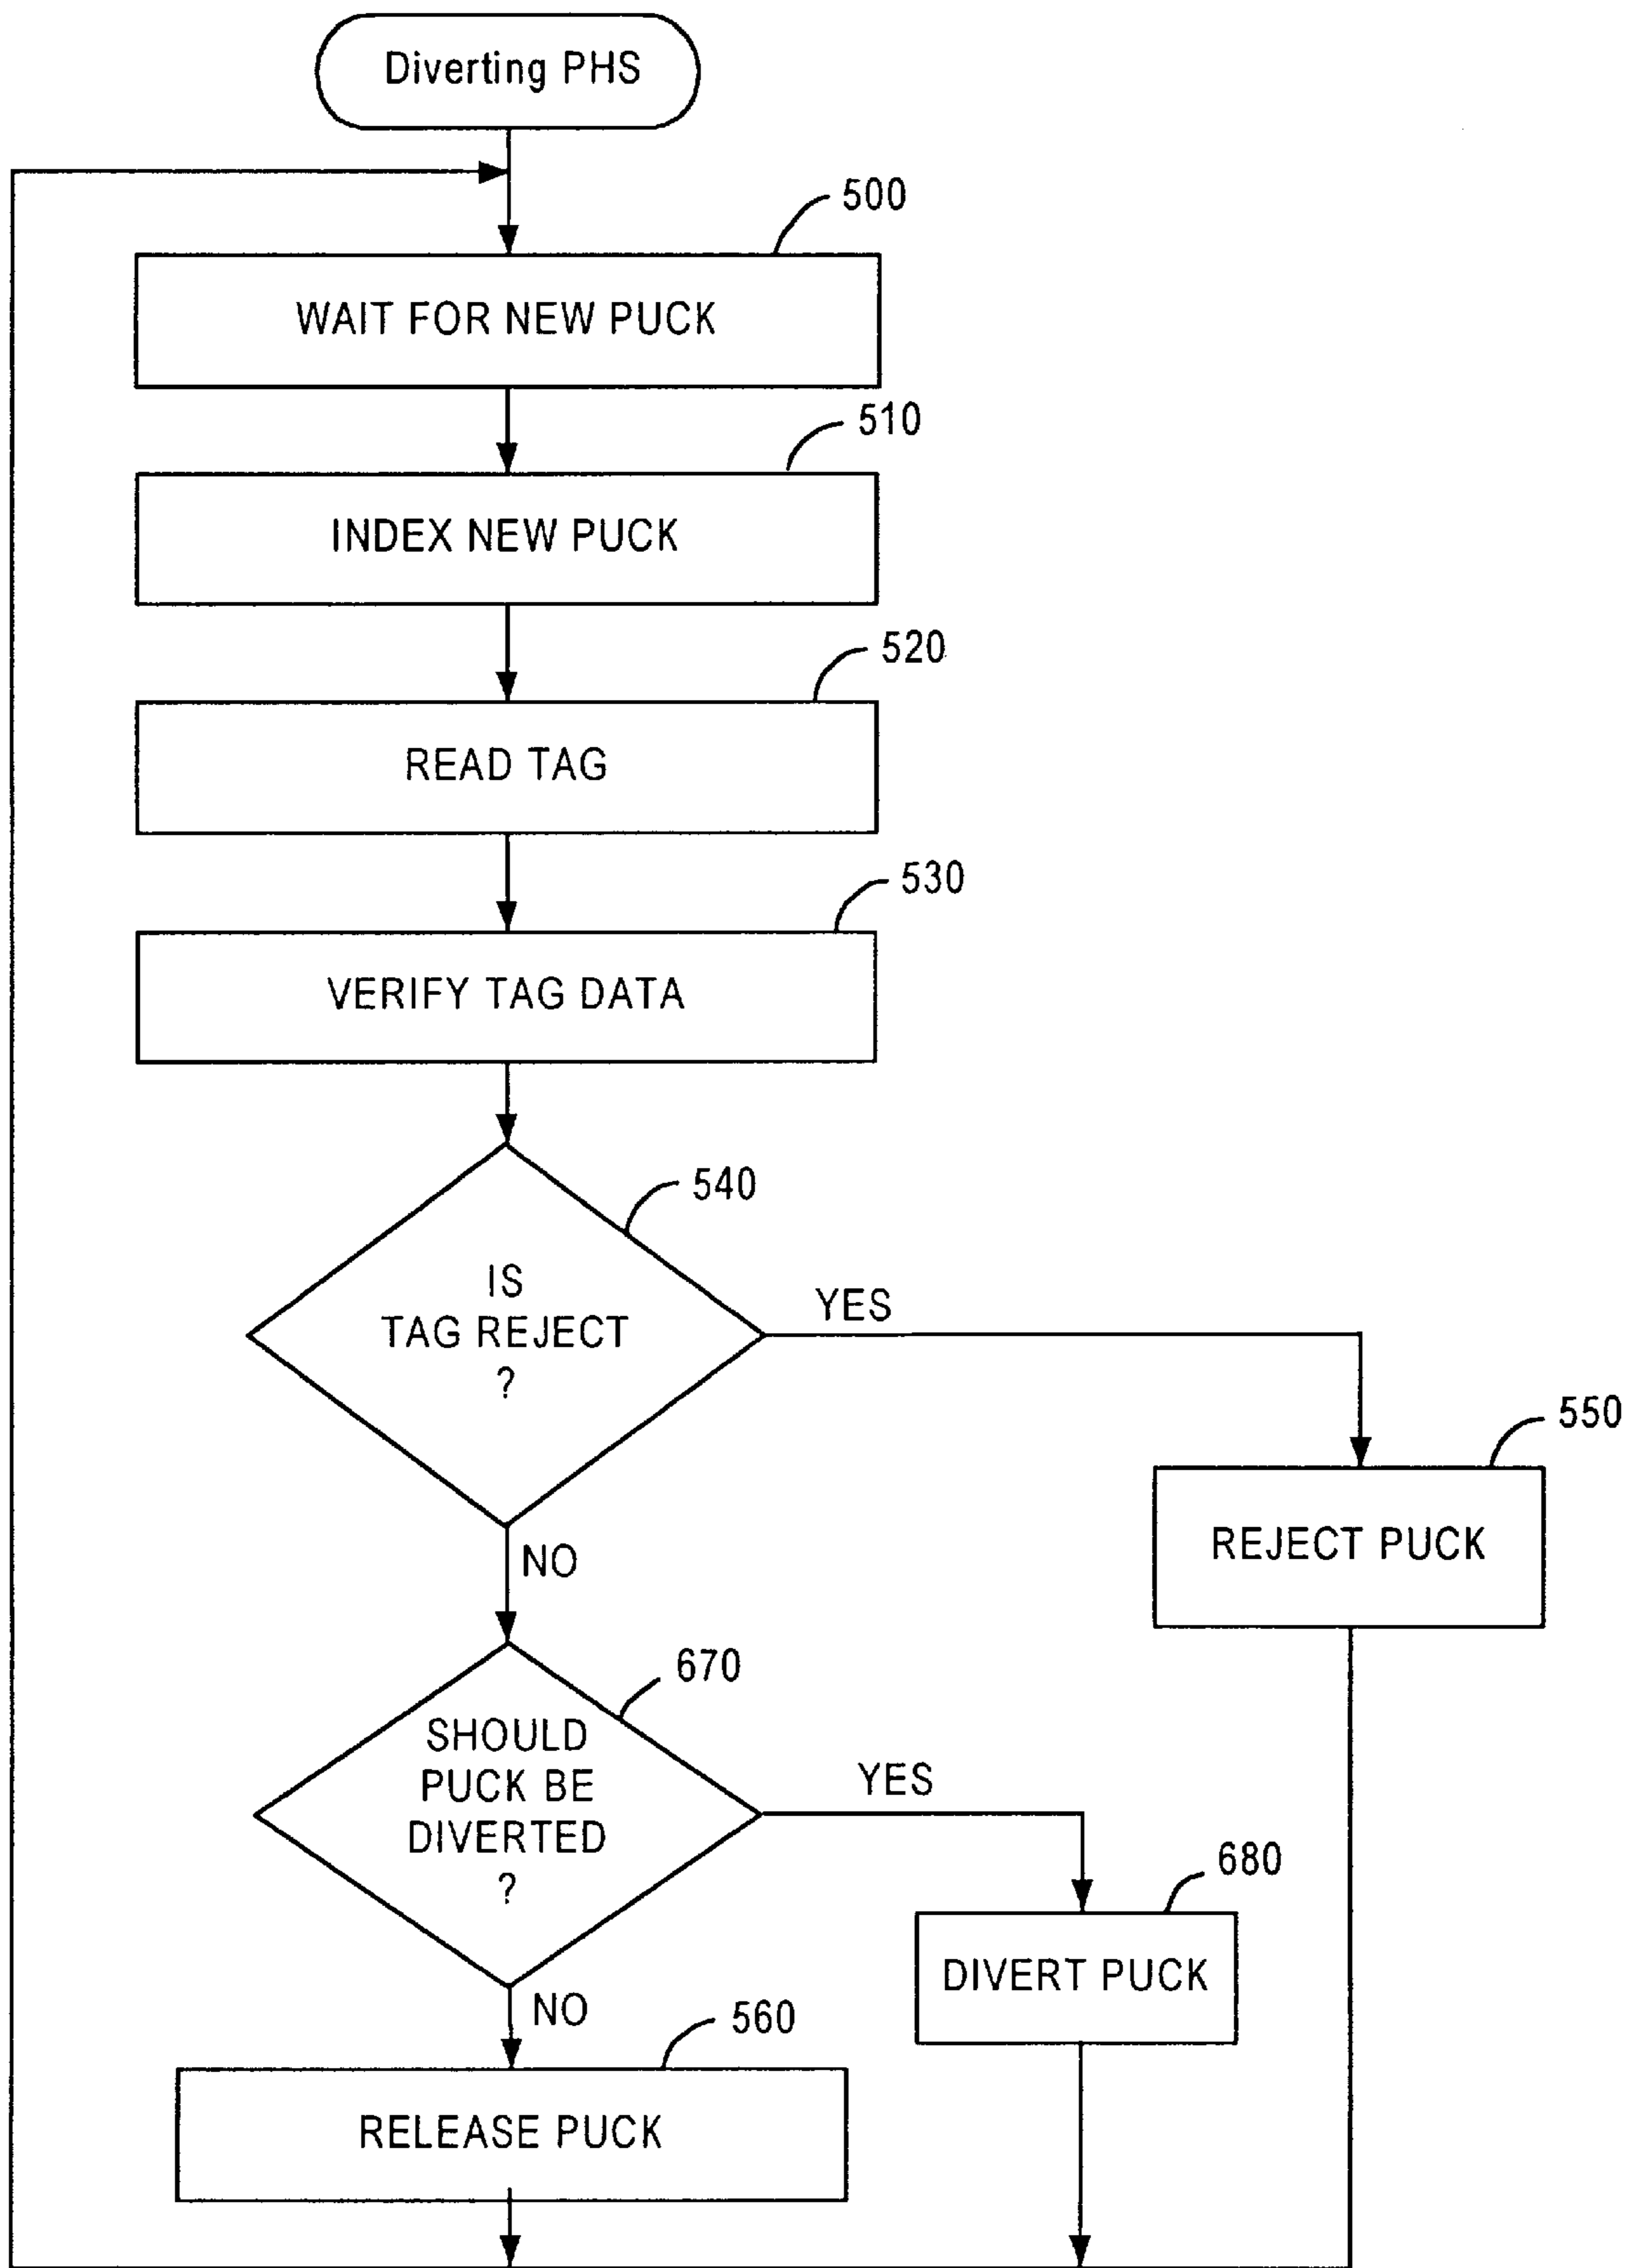 Diverting PHS
500
WAIT FOR NEW PUCK
510
INDEX NEW PUCK
520
READ TAG
530
VERIFY TAG DATA
540
IS
TAG REJECT
?
YES
550
REJECT PUCK
NO
670
SHOULD
PUCK BE
DIVERTED
?
YES
680
DIVERT PUCK
NO
560
RELEASE PUCK